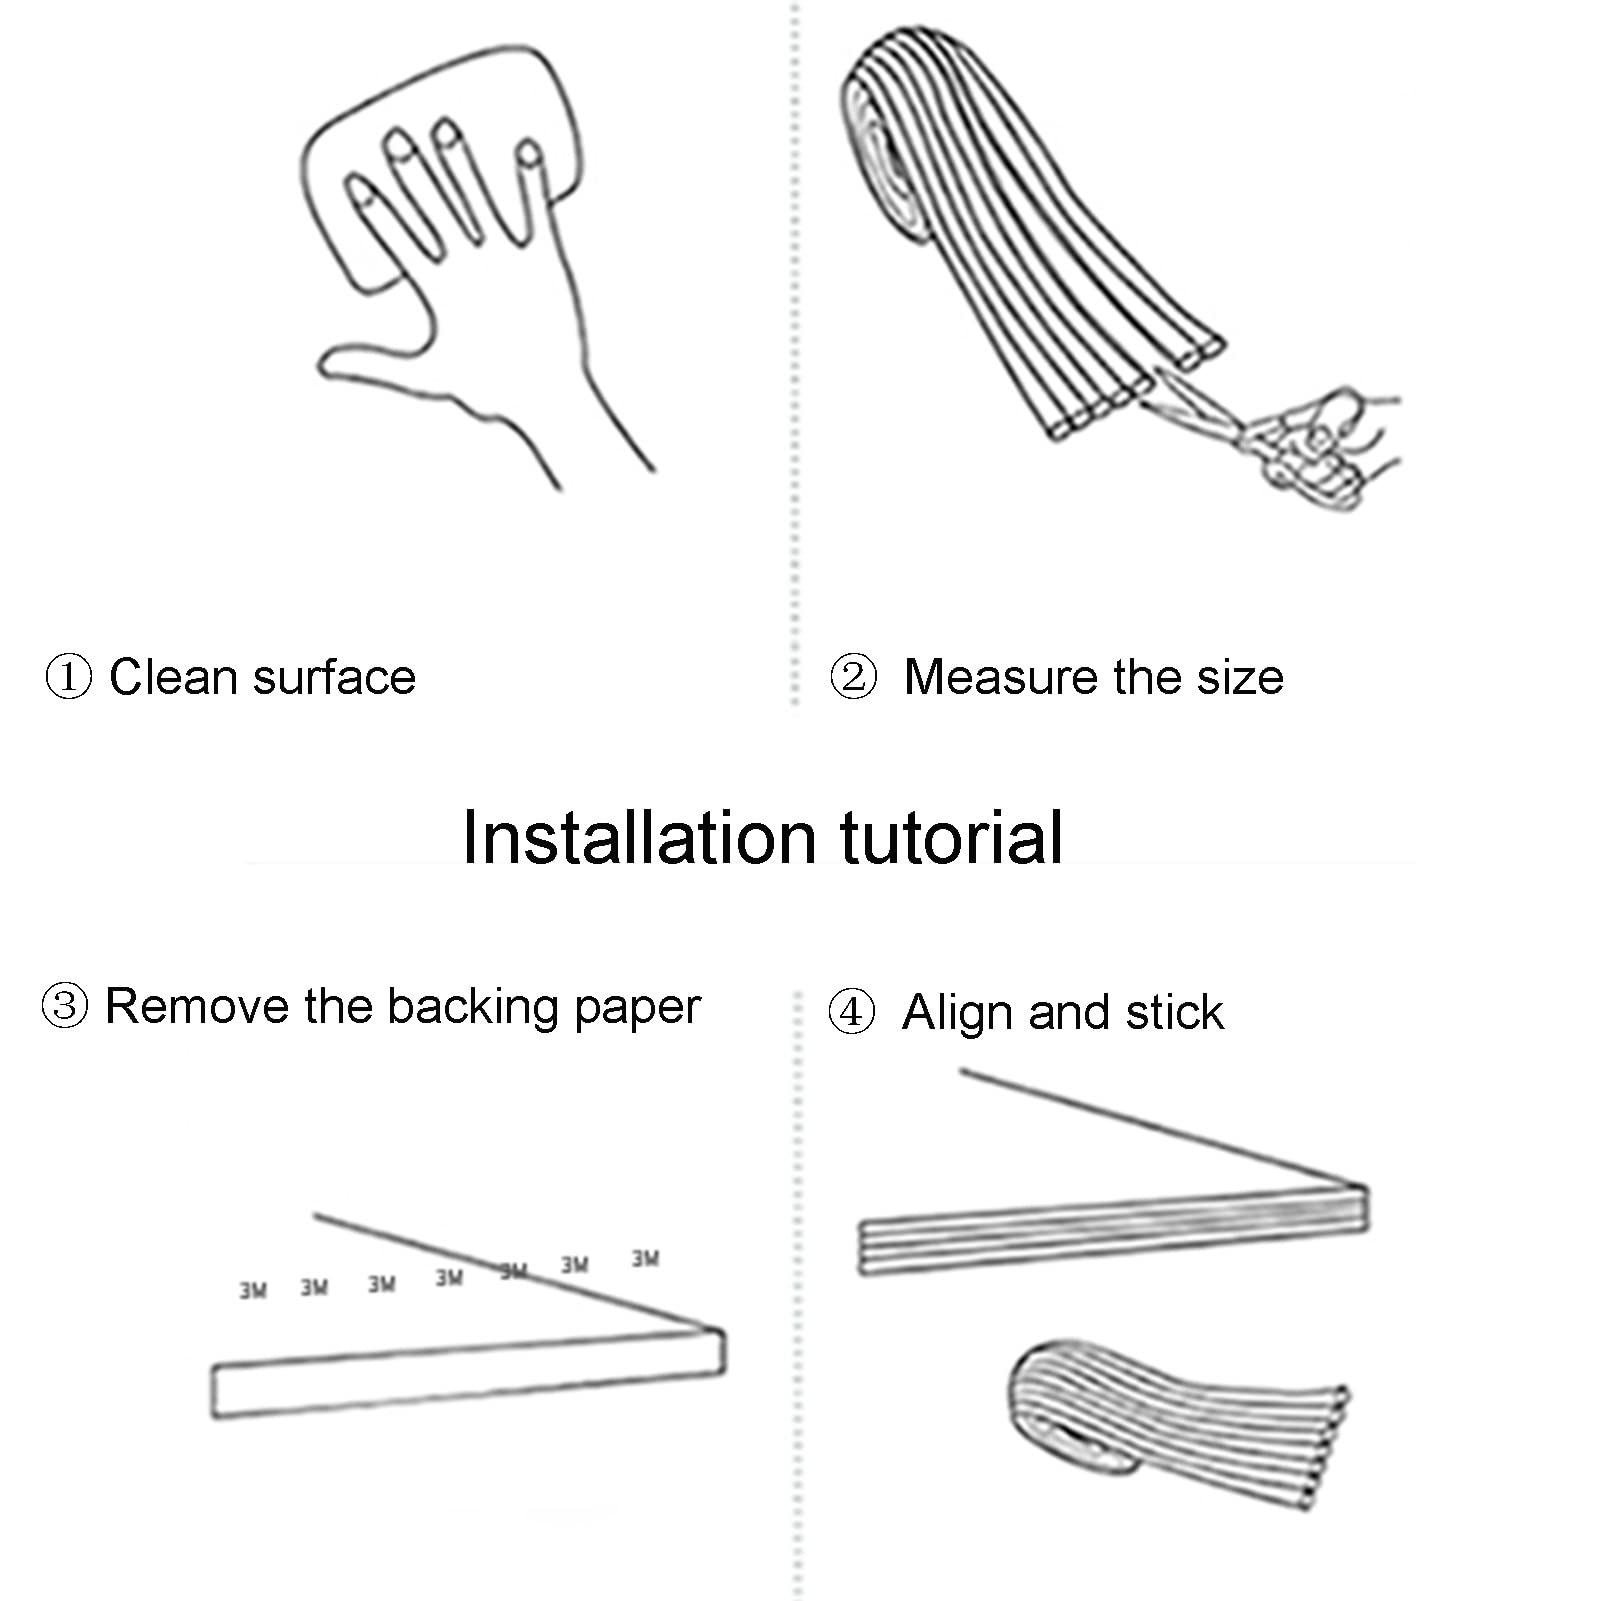 ① Clean surface
② Measure the size
Installation tutorial
③ Remove the backing paper
④ Align and stick
3M 3M 3M 3M 3M 3M 3M